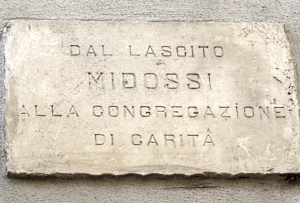 DAL LASCITO
MIDOSSI
ALLA CONGREGAZIONE
DI CARITÀ